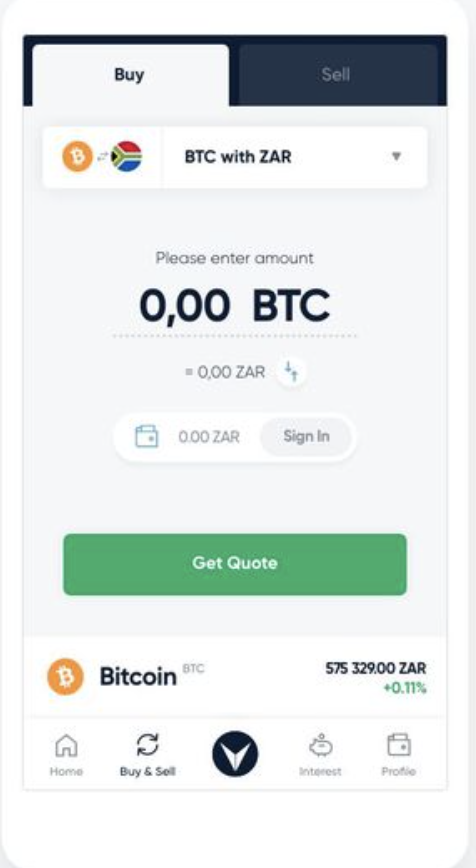 Buy
Sell
BTC with ZAR
Please enter amount
0,00 BTC
= 0,00 ZAR
0.00 ZAR
Sign In
Get Quote
Bitcoin BTC
575 329.00 ZAR
+0.11%
Home
Buy & Sell
Interest
Profile